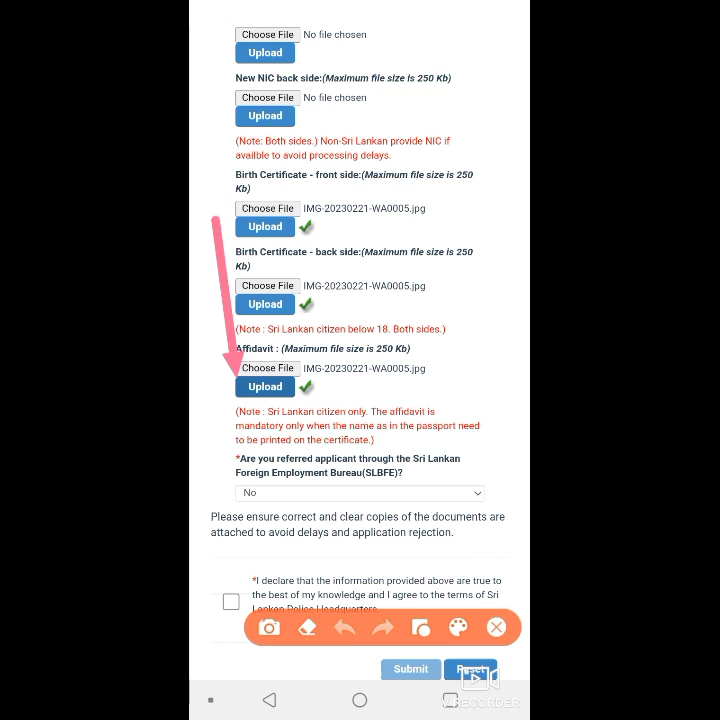 Choose File No file chosen
Upload
New NIC back side:(Maximum file size is 250 Kb)
Choose File No file chosen
Upload
(Note: Both sides.) Non-Sri Lankan provide NIC if
availble to avoid processing delays.
Birth Certificate - front side:(Maximum file size is 250
Kb)
Choose File IMG-20230221-WA0005.jpg
Upload
Birth Certificate - back side:(Maximum file size is 250
Kb)
Choose File IMG-20230221-WA0005.jpg
Upload
(Note : Sri Lankan citizen below 18. Both sides.)
Affidavit : (Maximum file size is 250 Kb)
Choose File IMG-20230221-WA0005.jpg
Upload
(Note : Sri Lankan citizen only. The affidavit is
mandatory only when the name as in the passport need
to be printed on the certificate.)
*Are you referred applicant through the Sri Lankan
Foreign Employment Bureau(SLBFE)?
No
Please ensure correct and clear copies of the documents are
attached to avoid delays and application rejection.
*I declare that the information provided above are true to
the best of my knowledge and I agree to the terms of Sri
Lankan Police Headquarters.
Submit Reset
V RECORDER